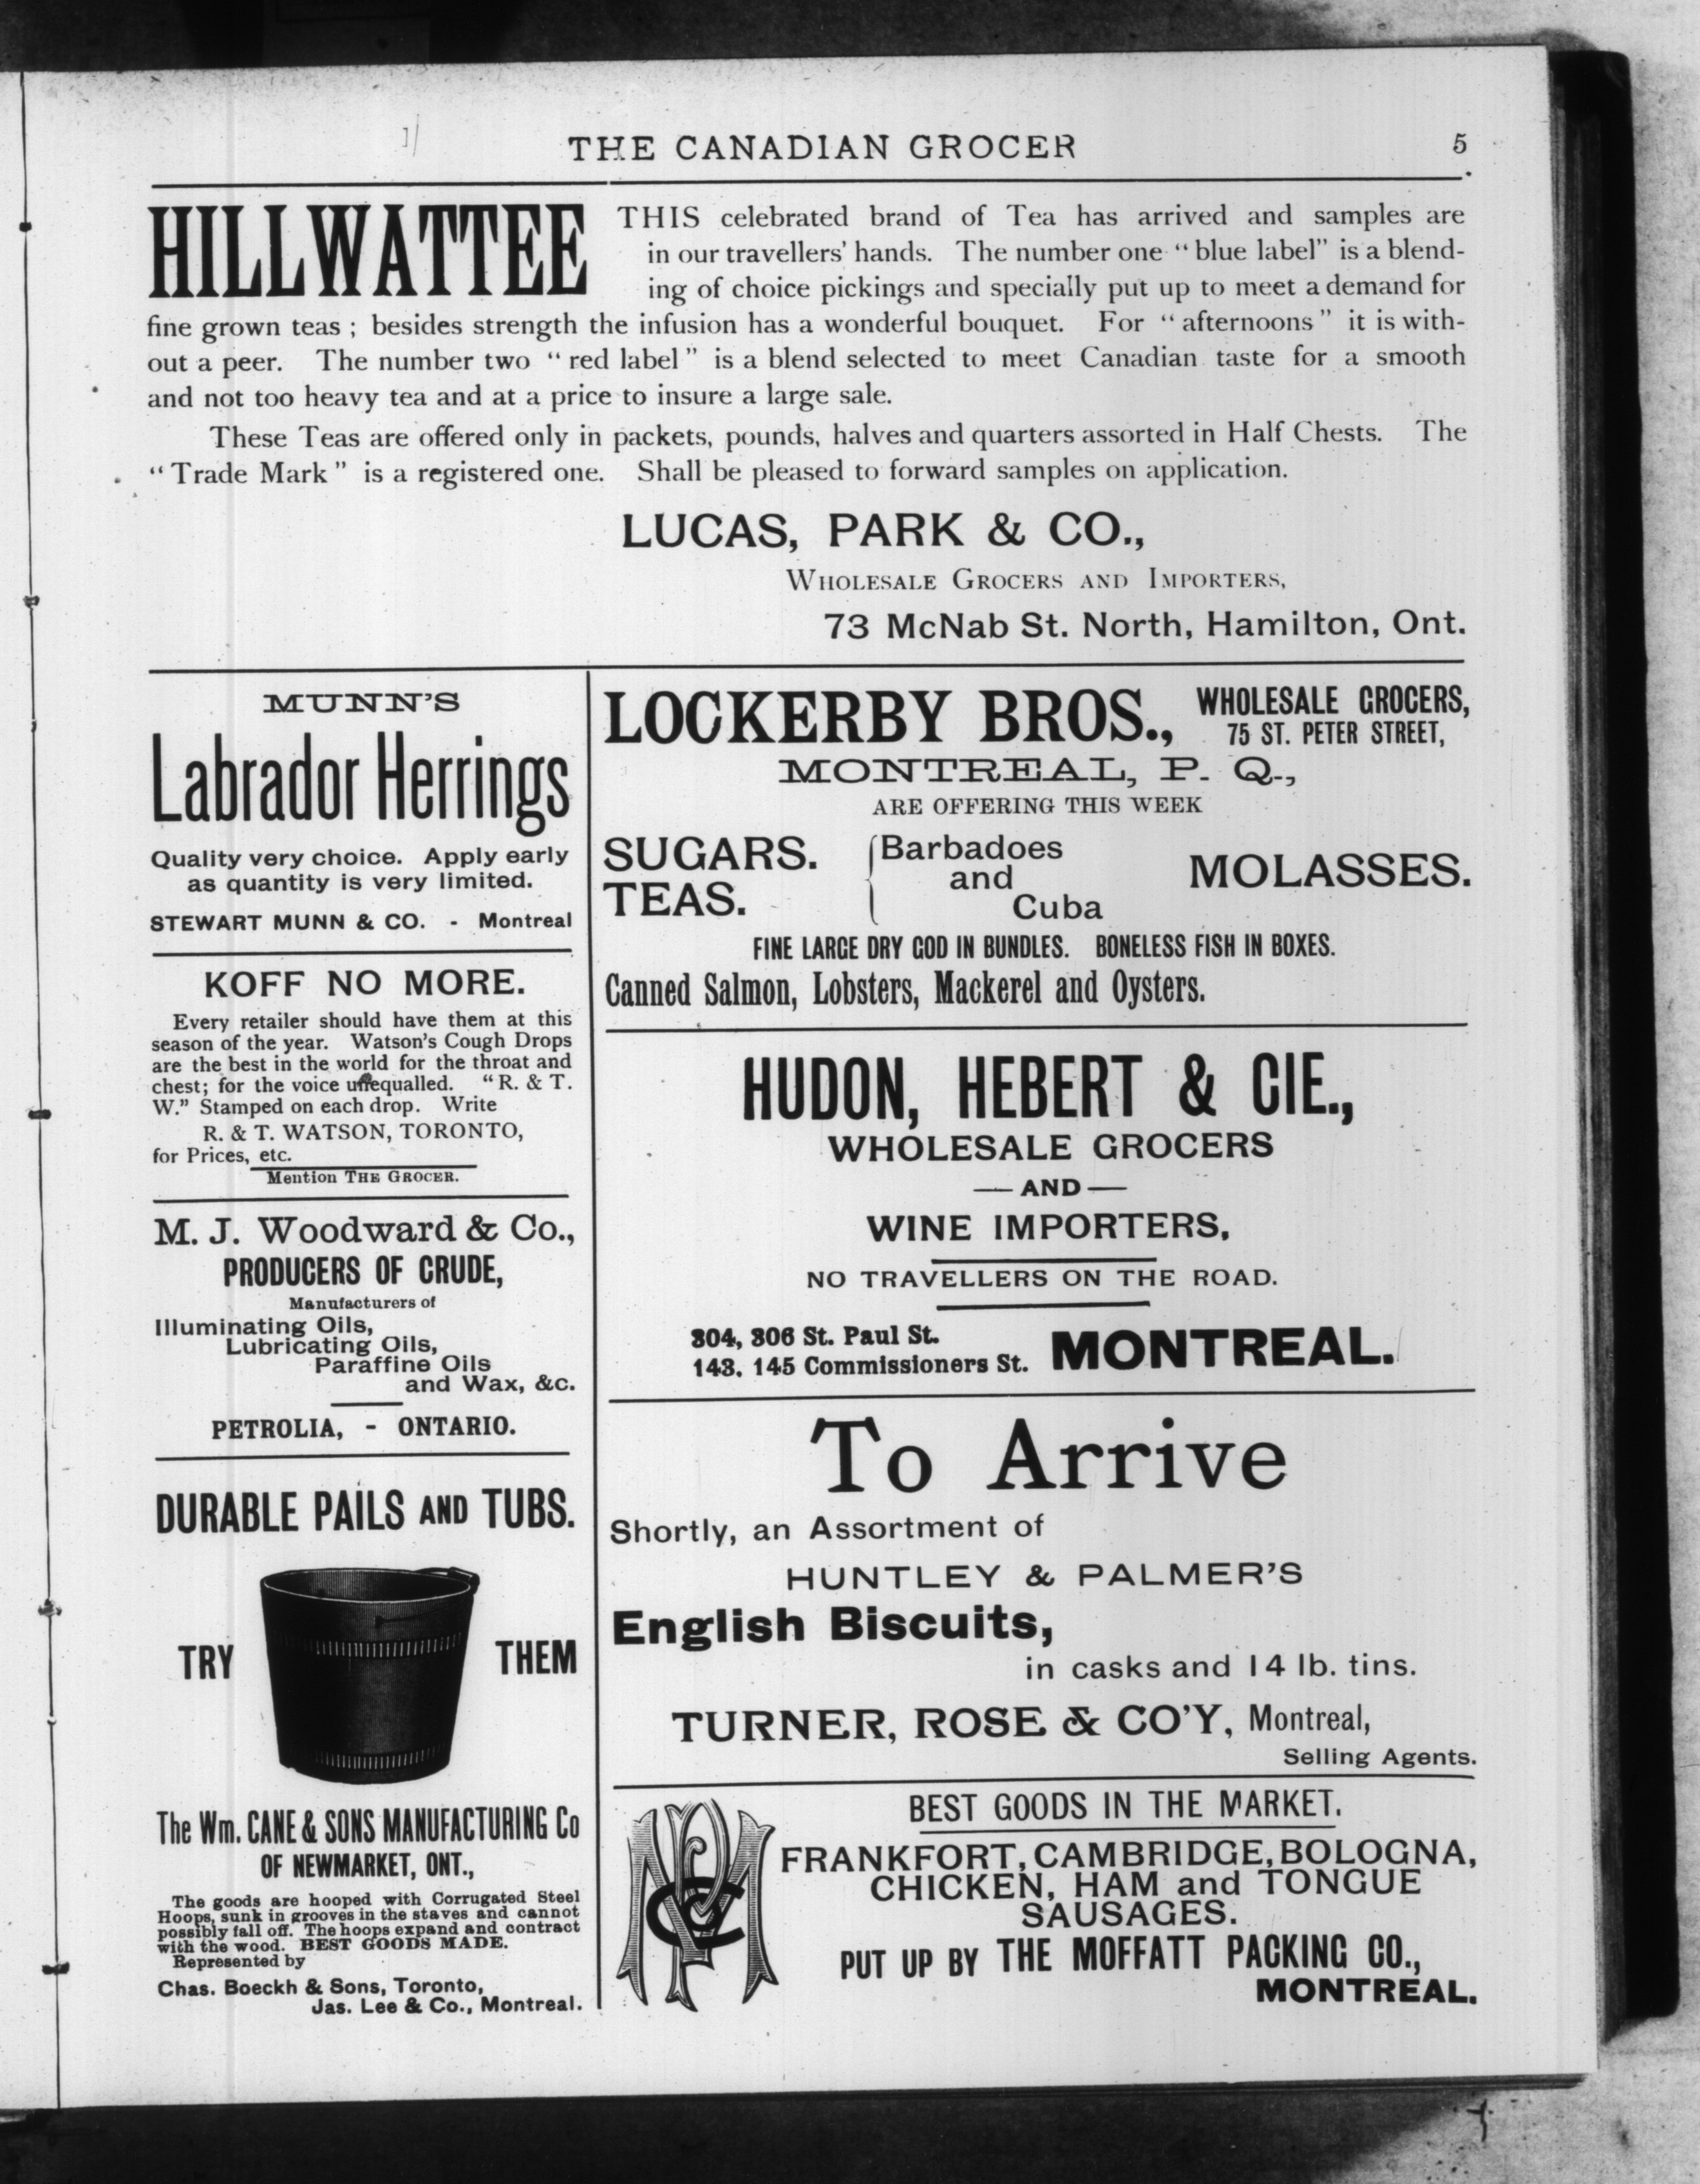 THE CANADIAN GROCER
5
HILLWATTEE
THIS celebrated brand of Tea has arrived and samples are
in our travellers' hands. The number one "blue label" is a blend-
ing of choice pickings and specially put up to meet a demand for
fine grown teas ; besides strength the infusion has a wonderful bouquet. For "afternoons" it is with-
out a peer. The number two "red label" is a blend selected to meet Canadian taste for a smooth
and not too heavy tea and at a price to insure a large sale.
These Teas are offered only in packets, pounds, halves and quarters assorted in Half Chests. The
"Trade Mark" is a registered one. Shall be pleased to forward samples on application.
LUCAS, PARK & CO.,
WHOLESALE GROCERS AND IMPORTERS,
73 McNab St. North, Hamilton, Ont.
MUNN'S
Labrador Herrings
Quality very choice. Apply early
as quantity is very limited.
STEWART MUNN & CO. - Montreal
KOFF NO MORE.
Every retailer should have them at this
season of the year. Watson's Cough Drops
are the best in the world for the throat and
chest; for the voice unequalled. "R. & T.
W." Stamped on each drop. Write
R. & T. WATSON, TORONTO,
for Prices, etc.
Mention THE GROCER.
M. J. Woodward & Co.,
PRODUCERS OF CRUDE,
Manufacturers of
Illuminating Oils,
Lubricating Oils,
Paraffine Oils
and Wax, &c.
PETROLIA, - ONTARIO.
DURABLE PAILS AND TUBS.
TRY THEM
The Wm. CANE & SONS MANUFACTURING Co
OF NEWMARKET, ONT.,
The goods are hooped with Corrugated Steel
Hoops, sunk in grooves in the staves and cannot
possibly fall off. The hoops expand and contract
with the wood. BEST GOODS MADE.
Represented by
Chas. Boeckh & Sons, Toronto,
Jas. Lee & Co., Montreal.
LOCKERBY BROS.,
WHOLESALE GROCERS,
75 ST. PETER STREET,
MONTREAL, P. Q.,
ARE OFFERING THIS WEEK
SUGARS.
TEAS.
Barbadoes
and
Cuba
MOLASSES.
FINE LARGE DRY COD IN BUNDLES. BONELESS FISH IN BOXES.
Canned Salmon, Lobsters, Mackerel and Oysters.
HUDON, HEBERT & CIE.,
WHOLESALE GROCERS
—AND—
WINE IMPORTERS,
NO TRAVELLERS ON THE ROAD.
304, 306 St. Paul St.
143, 145 Commissioners St.
MONTREAL.
To Arrive
Shortly, an Assortment of
HUNTLEY & PALMER'S
English Biscuits,
in casks and 14 lb. tins.
TURNER, ROSE & CO'Y, Montreal,
Selling Agents.
BEST GOODS IN THE MARKET.
FRANKFORT, CAMBRIDGE, BOLOGNA,
CHICKEN, HAM and TONGUE
SAUSAGES.
PUT UP BY THE MOFFATT PACKING CO.,
MONTREAL.